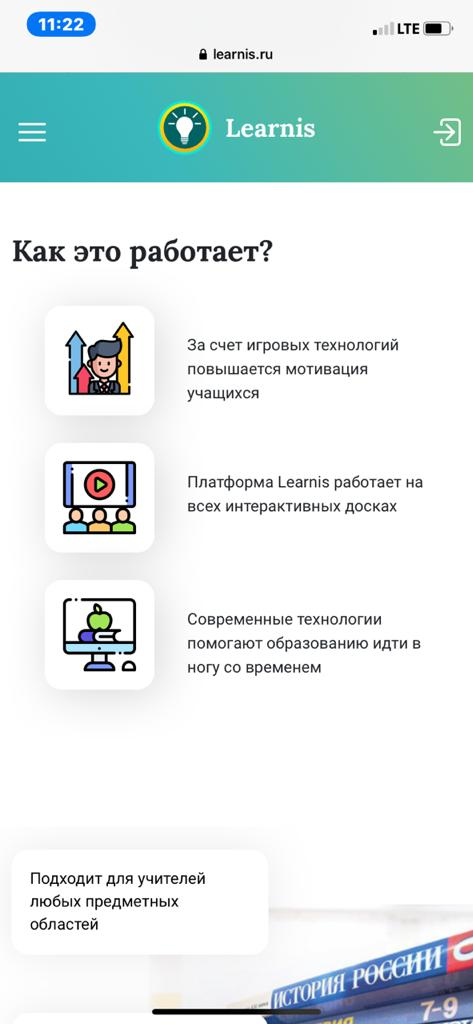 11:22
LTE
learnis.ru
Learnis
Как это работает?
За счет игровых технологий
повышается мотивация
учащихся
Платформа Learnis работает на
всех интерактивных досках
Современные технологии
помогают образованию идти в
ногу со временем
Подходит для учителей
любых предметных
областей
ИСТОРИЯ РОССИИ
7-9